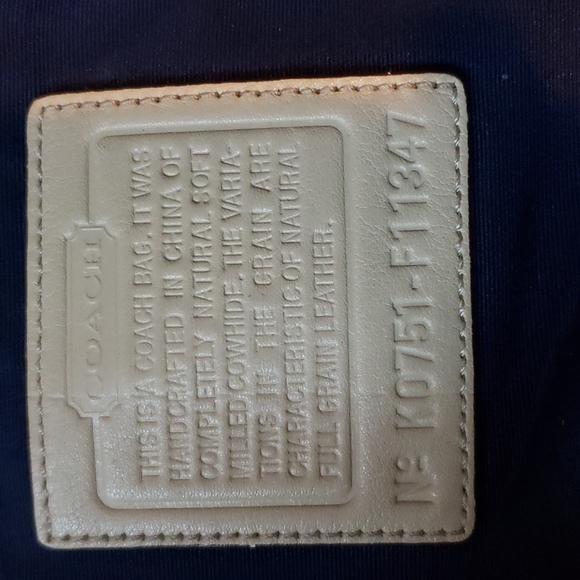 COACH
THIS IS A COACH BAG. IT WAS
HANDCRAFTED IN CHINA OF
COMPLETELY NATURAL SOFT
MILLED COWHIDE. THE VARIA-
TIONS IN THE GRAIN ARE
CHARACTERISTIC OF NATURAL
FULL GRAIN LEATHER.
Nº K0751-F11347